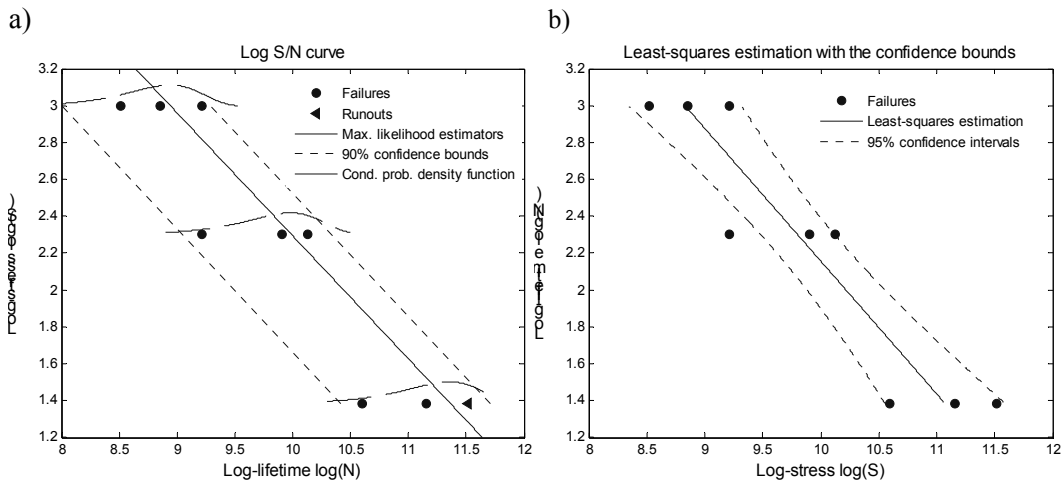 a)
Log S/N curve
3.2
3
2.8
2.6
2.4
2.2
2
1.8
1.6
1.4
1.2
Failures
Runouts
Max. likelihood estimators
90% confidence bounds
Cond. prob. density function
8 8.5 9 9.5 10 10.5 11 11.5 12
Log-lifetime log(N)
b)
Least-squares estimation with the confidence bounds
3.2
3
2.8
2.6
2.4
2.2
2
1.8
1.6
1.4
1.2
Failures
Least-squares estimation
95% confidence intervals
8 8.5 9 9.5 10 10.5 11 11.5 12
Log-stress log(S)